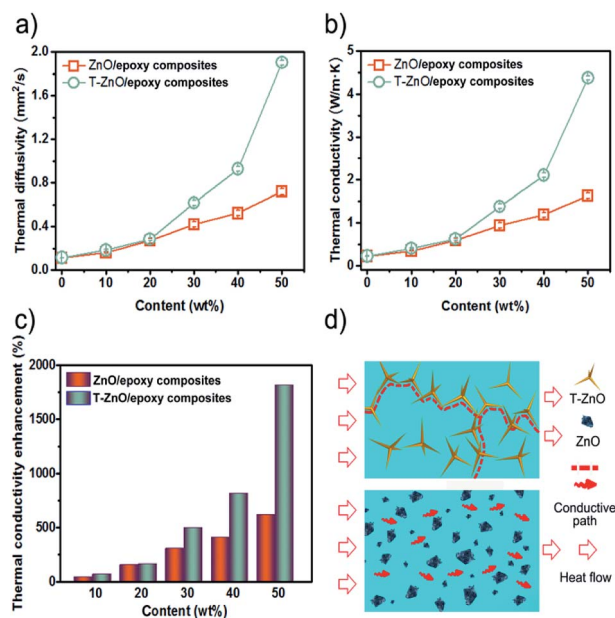 a)
ZnO/epoxy composites
T-ZnO/epoxy composites
Thermal diffusivity (mm²/s)
2.0
1.6
1.2
0.8
0.4
0.0
0 10 20 30 40 50
Content (wt%)
b)
ZnO/epoxy composites
T-ZnO/epoxy composites
Thermal conductivity (W/m·K)
5
4
3
2
1
0
0 10 20 30 40 50
Content (wt%)
c)
ZnO/epoxy composites
T-ZnO/epoxy composites
Thermal conductivity enhancement (%)
2000
1500
1000
500
0
10 20 30 40 50
Content (wt%)
d)
T-ZnO
ZnO
Conductive
path
Heat flow